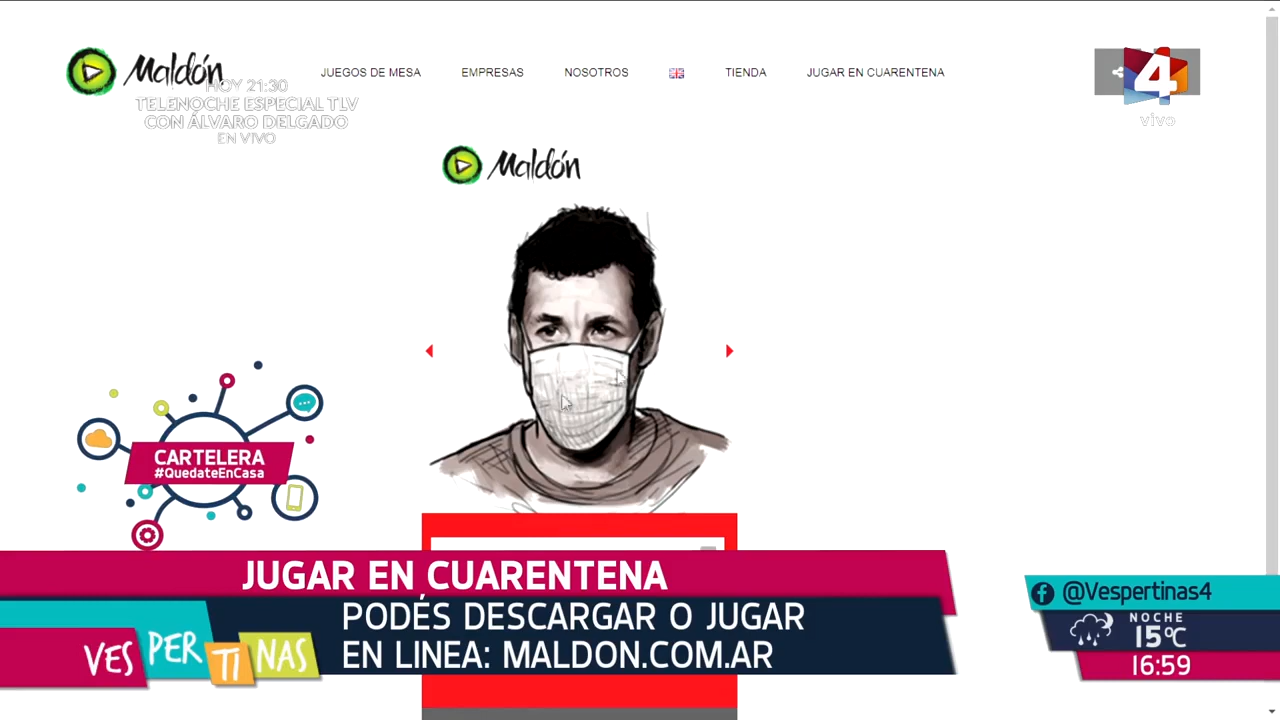 Maldón
JUEGOS DE MESA
EMPRESAS
NOSOTROS
TIENDA
JUGAR EN CUARENTENA
HOY 21:30
TELENOCHE ESPECIAL TLV
CON ÁLVARO DELGADO
EN VIVO
4
vivo
Maldón
CARTELERA
#QuedateEnCasa
JUGAR EN CUARENTENA
PODÉS DESCARGAR O JUGAR
EN LINEA: MALDON.COM.AR
VESPERTINAS
@Vespertinas4
NOCHE
15ºC
16:59